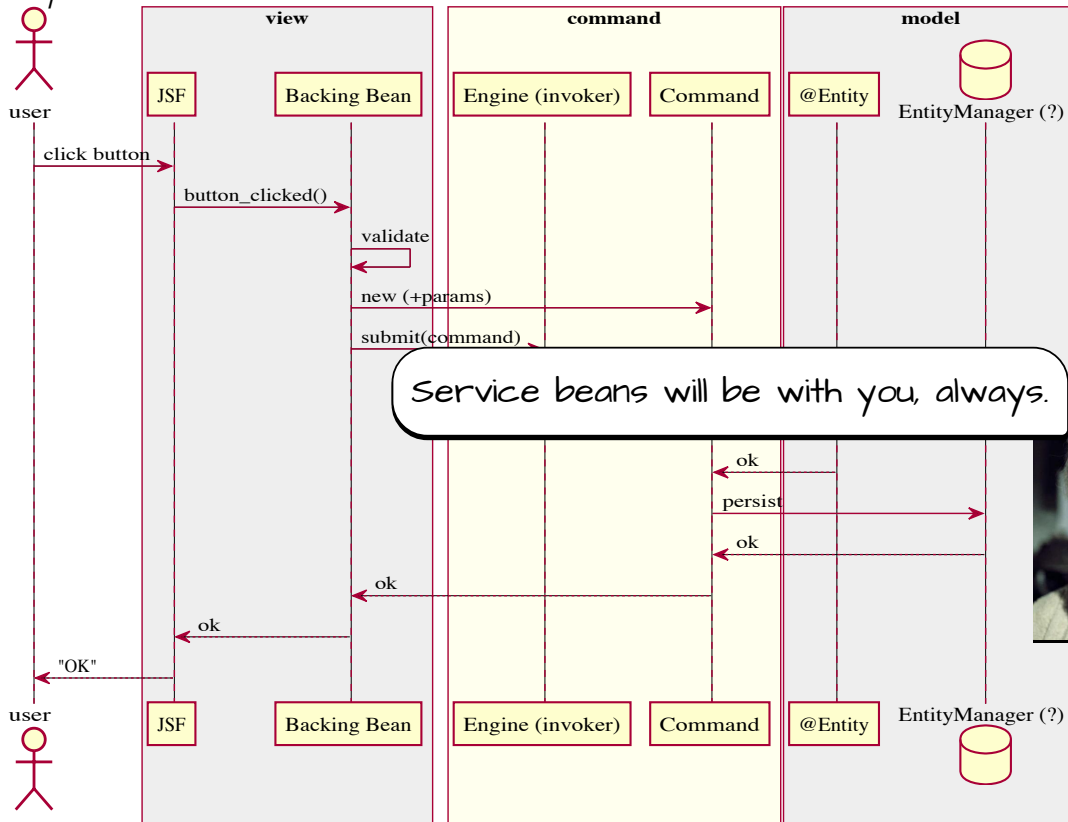 view
command
model
JSF
Backing Bean
Engine (invoker)
Command
@Entity
user
EntityManager (?)
click button
button_clicked()
validate
new (+params)
submit(command)
Service beans will be with you, always.
ok
persist
ok
ok
ok
"OK"
user
JSF
Backing Bean
Engine (invoker)
Command
@Entity
EntityManager (?)